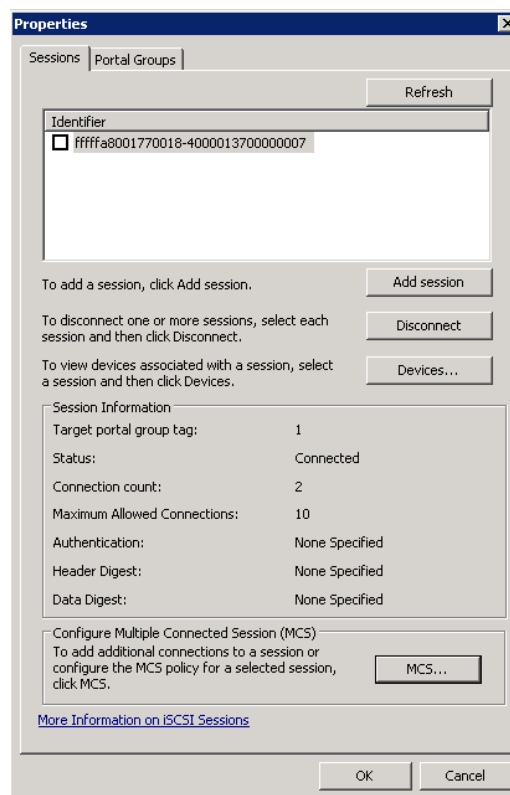 Properties
Sessions
Portal Groups
Refresh
Identifier
fffffa8001770018-4000013700000007
To add a session, click Add session.
Add session
To disconnect one or more sessions, select each
session and then click Disconnect.
Disconnect
To view devices associated with a session, select
a session and then click Devices.
Devices...
Session Information
Target portal group tag: 1
Status: Connected
Connection count: 2
Maximum Allowed Connections: 10
Authentication: None Specified
Header Digest: None Specified
Data Digest: None Specified
Configure Multiple Connected Session (MCS)
To add additional connections to a session or
configure the MCS policy for a selected session,
click MCS.
MCS...
More Information on iSCSI Sessions
OK
Cancel